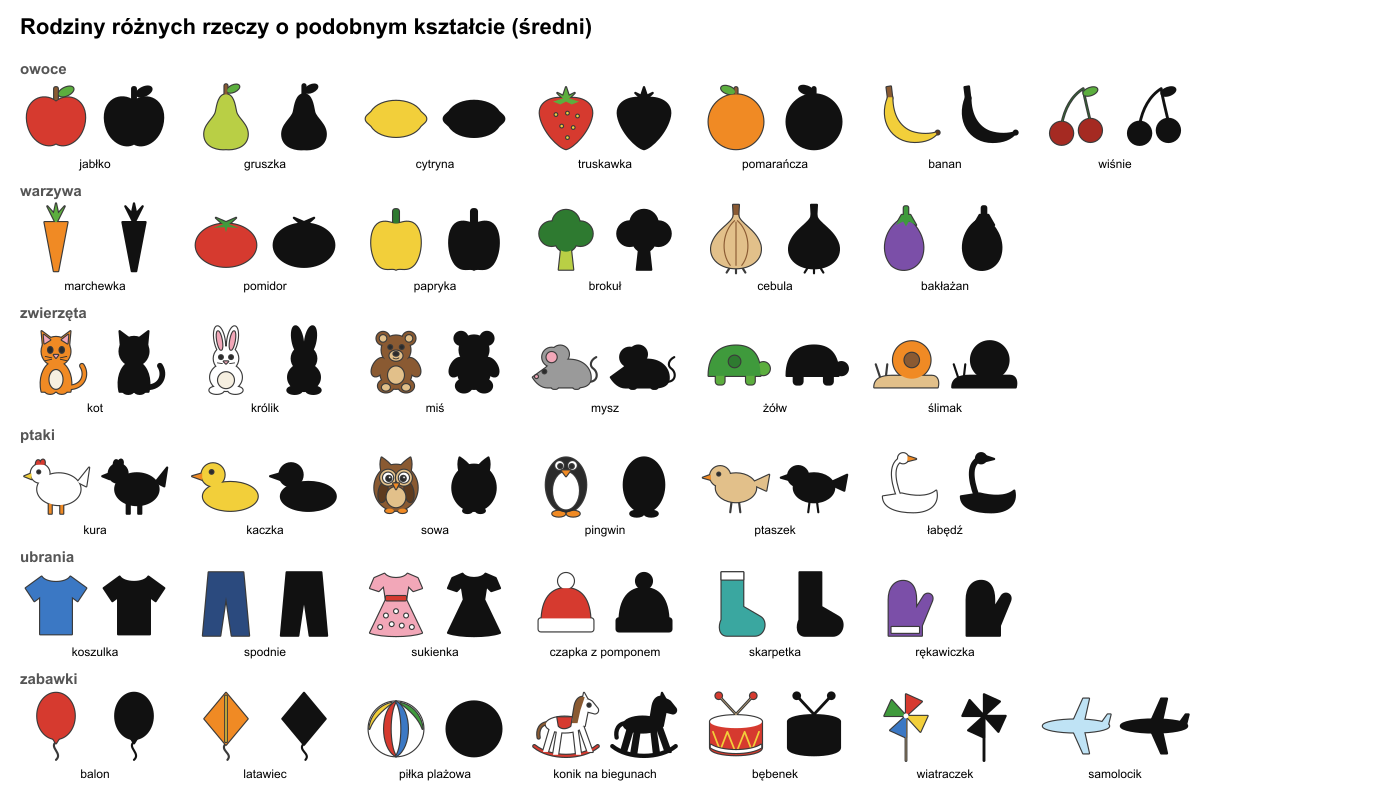 Rodziny różnych rzeczy o podobnym kształcie (średni)
owoce
jabłko gruszka cytryna truskawka pomarańcza banan wiśnie
warzywa
marchewka pomidor papryka brokuł cebula bakłażan
zwierzęta
kot królik miś mysz żółw ślimak
ptaki
kura kaczka sowa pingwin ptaszek łabędź
ubrania
koszulka spodnie sukienka czapka z pomponem skarpetka rękawiczka
zabawki
balon latawiec piłka plażowa konik na biegunach bębenek wiatraczek samolocik